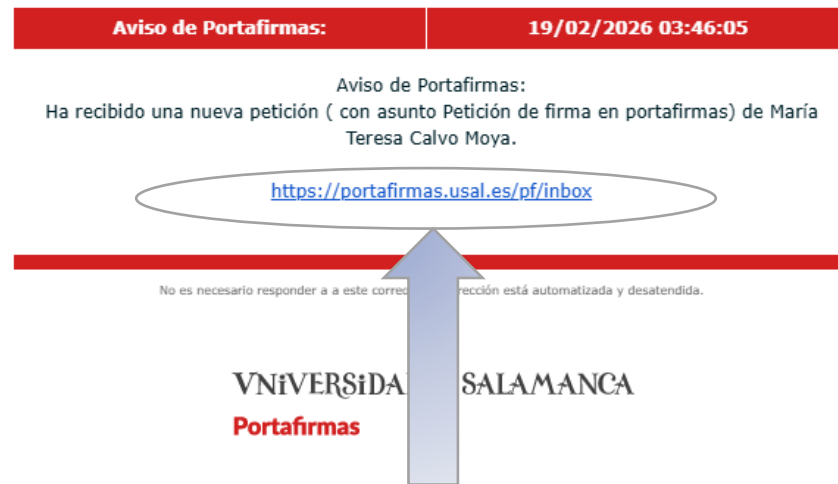 Aviso de Portafirmas: 19/02/2026 03:46:05
Aviso de Portafirmas:
Ha recibido una nueva petición ( con asunto Petición de firma en portafirmas) de María
Teresa Calvo Moya.
https://portafirmas.usal.es/pf/inbox
No es necesario responder a a este rección está automatizada y desatendida.
SALAMANCA
Portafirmas